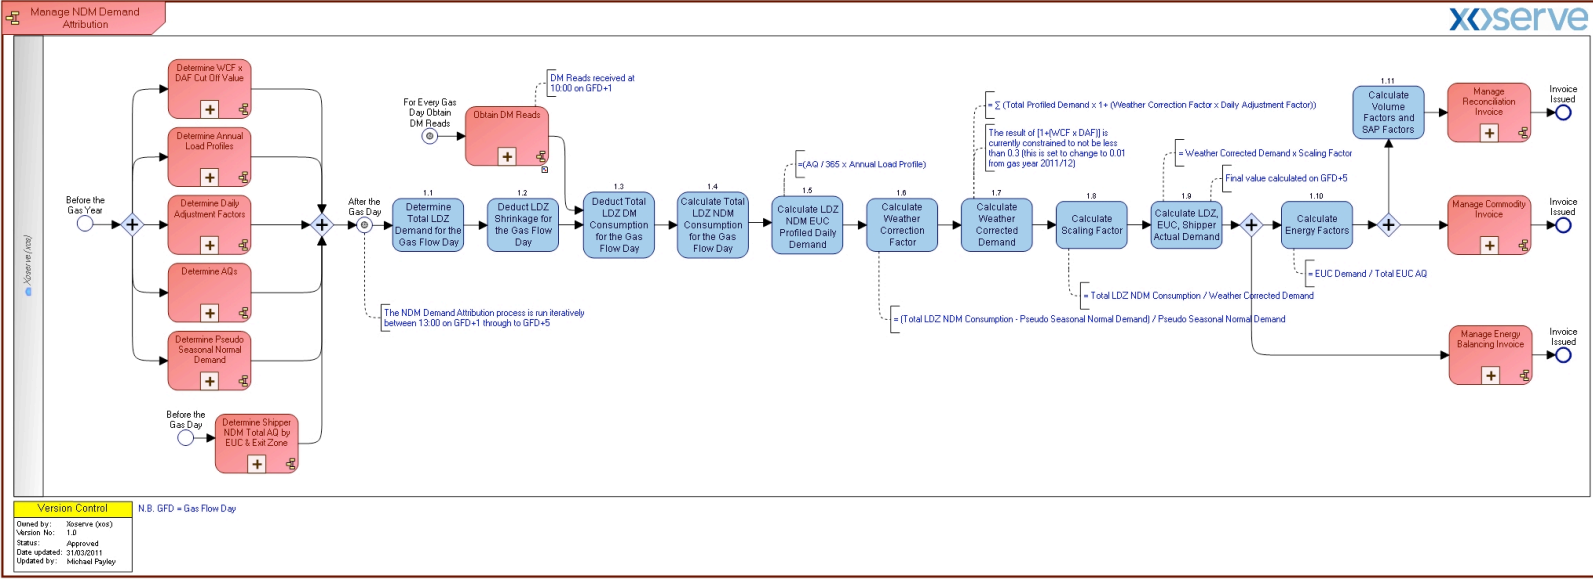 Manage NDM Demand
Attribution
xoserve
Xoserve (xos)
Before the
Gas Year
Determine WCF x
DAF Cut Off Value
Determine Annual
Load Profiles
Determine Daily
Adjustment Factors
Determine AQs
Determine Pseudo
Seasonal Normal
Demand
Before the
Gas Day
Determine Shipper
NDM Total AQ by
EUC & Exit Zone
After the
Gas Day
The NDM Demand Attribution process is run iteratively
between 13:00 on GFD+1 through to GFD+5
For Every Gas
Day Obtain
DM Reads
Obtain DM Reads
DM Reads received at
10:00 on GFD+1
1.1
Determine
Total LDZ
Demand for the
Gas Flow Day
1.2
Deduct LDZ
Shrinkage for
the Gas Flow
Day
1.3
Deduct Total
LDZ DM
Consumption
for the Gas
Flow Day
1.4
Calculate Total
LDZ NDM
Consumption
for the Gas
Flow Day
=(AQ / 365 x Annual Load Profile)
1.5
Calculate LDZ
NDM EUC
Profiled Daily
Demand
1.6
Calculate
Weather
Correction
Factor
= (Total LDZ NDM Consumption - Pseudo Seasonal Normal Demand) / Pseudo Seasonal Normal Demand
= ∑ (Total Profiled Demand x 1+ (Weather Correction Factor x Daily Adjustment Factor))
The result of [1+(WCF x DAF)] is
currently constrained to not be less
than 0.3 (this is set to change to 0.01
from gas year 2011/12)
1.7
Calculate
Weather
Corrected
Demand
1.8
Calculate
Scaling Factor
= Total LDZ NDM Consumption / Weather Corrected Demand
= Weather Corrected Demand x Scaling Factor
Final value calculated on GFD+5
1.9
Calculate LDZ,
EUC, Shipper
Actual Demand
1.10
Calculate
Energy Factors
= EUC Demand / Total EUC AQ
1.11
Calculate
Volume
Factors and
SAP Factors
Manage
Reconciliation
Invoice
Invoice
Issued
Manage Commodity
Invoice
Invoice
Issued
Manage Energy
Balancing Invoice
Invoice
Issued
Version Control
Owned by: Xoserve (xos)
Version No: 1.0
Status: Approved
Date updated: 31/03/2011
Updated by: Michael Payley
N.B. GFD = Gas Flow Day